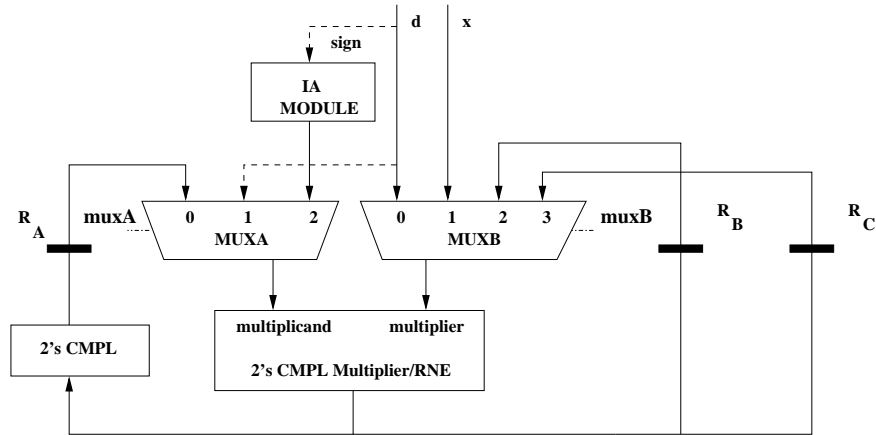 d x
sign
IA
MODULE
R A
muxA
0 1 2
MUXA
0 1 2 3
MUXB
muxB
R B
R C
multiplicand multiplier
2's CMPL
2's CMPL Multiplier/RNE